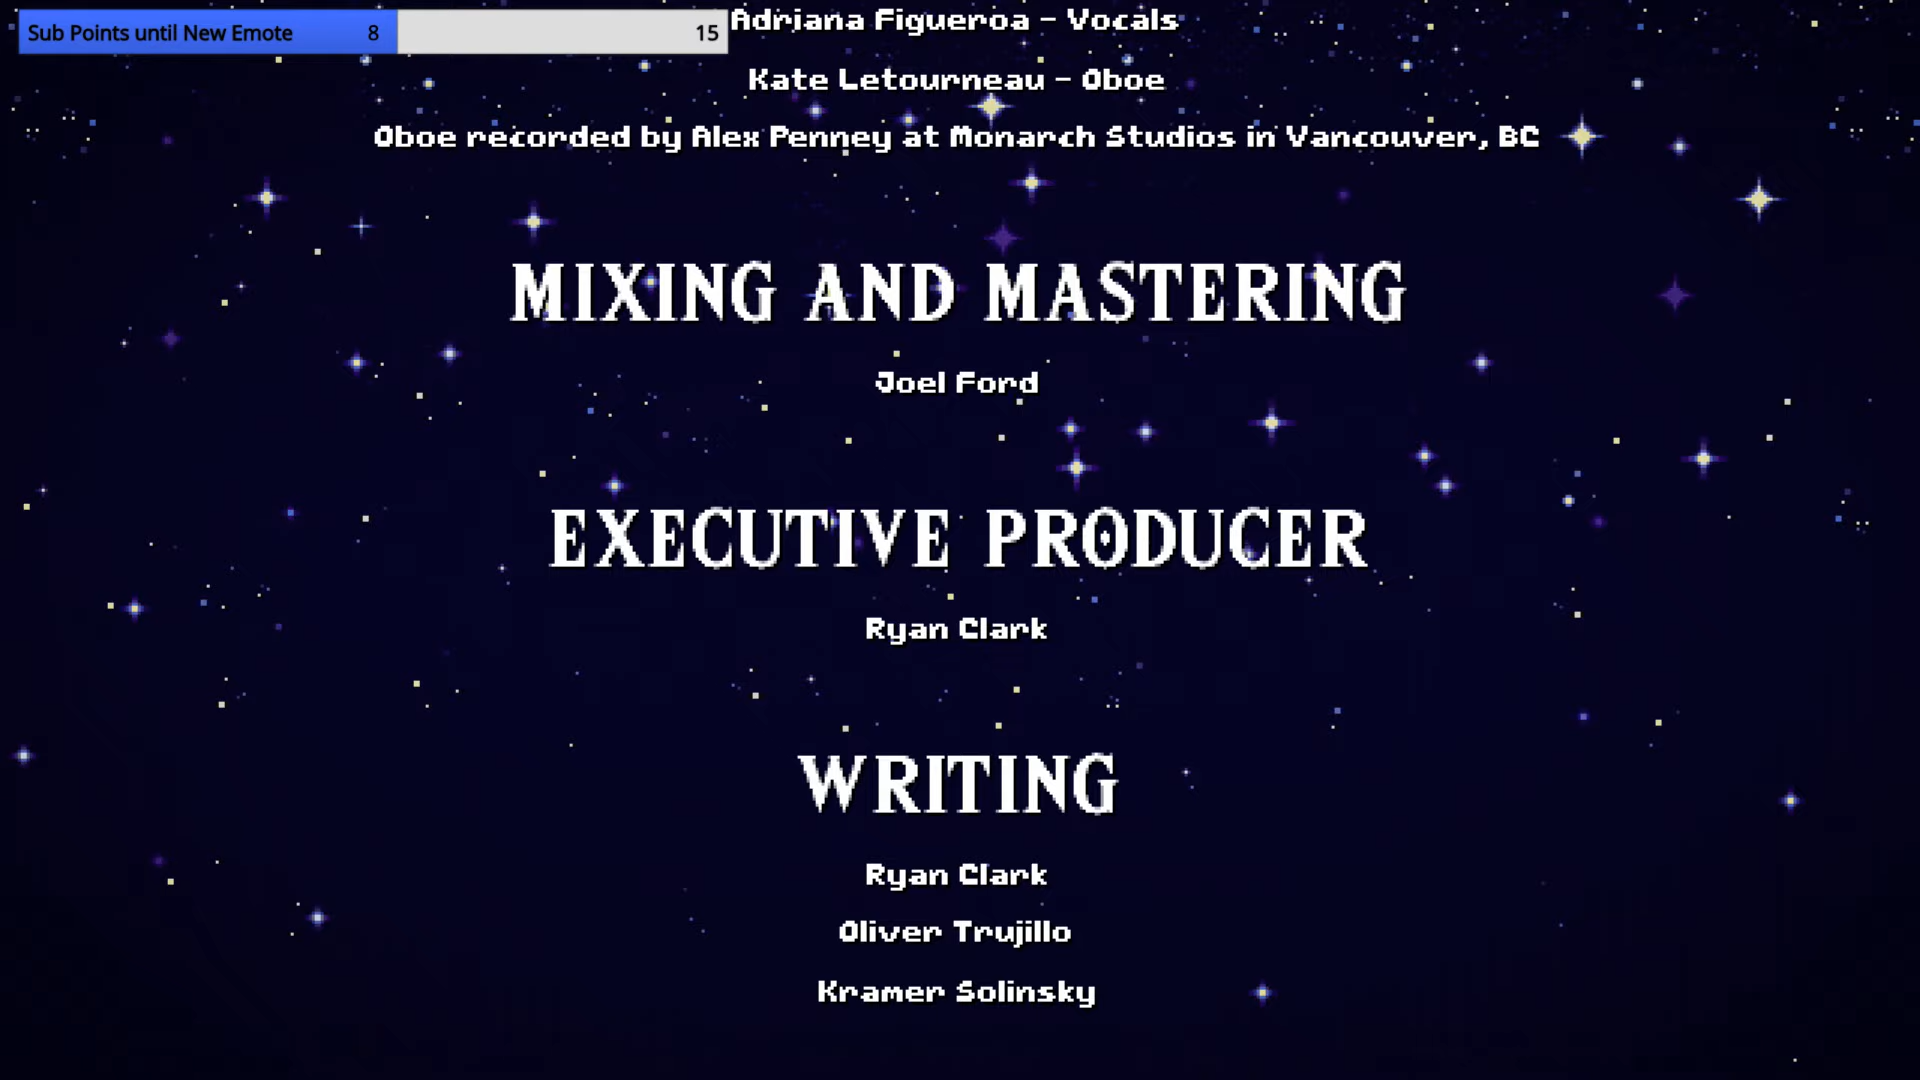 Sub Points until New Emote 8 15
Adriana Figueroa - Vocals
Kate Letourneau - Oboe
Oboe recorded by Alex Penney at Monarch Studios in Vancouver, BC
MIXING AND MASTERING
Joel Ford
EXECUTIVE PRODUCER
Ryan Clark
WRITING
Ryan Clark
Oliver Trujillo
Kramer Solinsky